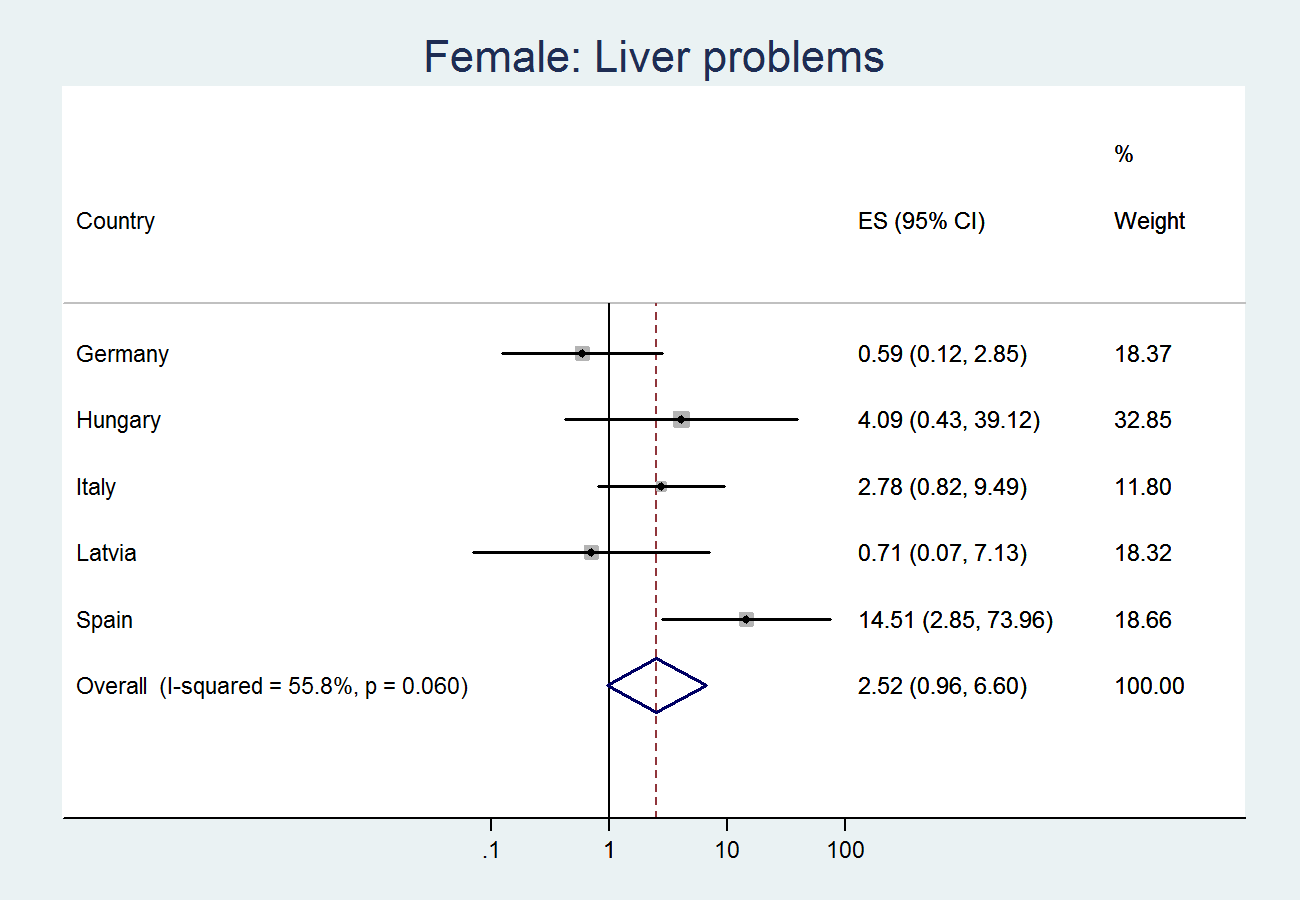 Female: Liver problems
%
Country ES (95% CI) Weight
Germany 0.59 (0.12, 2.85) 18.37
Hungary 4.09 (0.43, 39.12) 32.85
Italy 2.78 (0.82, 9.49) 11.80
Latvia 0.71 (0.07, 7.13) 18.32
Spain 14.51 (2.85, 73.96) 18.66
Overall (I-squared = 55.8%, p = 0.060) 2.52 (0.96, 6.60) 100.00
.1 1 10 100